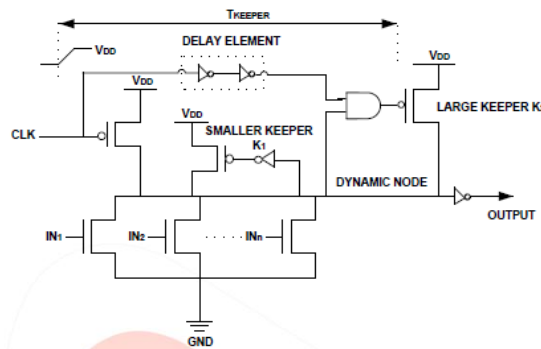 TKEEPER
VDD
DELAY ELEMENT
VDD
VDD
VDD
CLK
SMALLER KEEPER
K1
LARGE KEEPER K
DYNAMIC NODE
OUTPUT
IN1
IN2
INn
GND